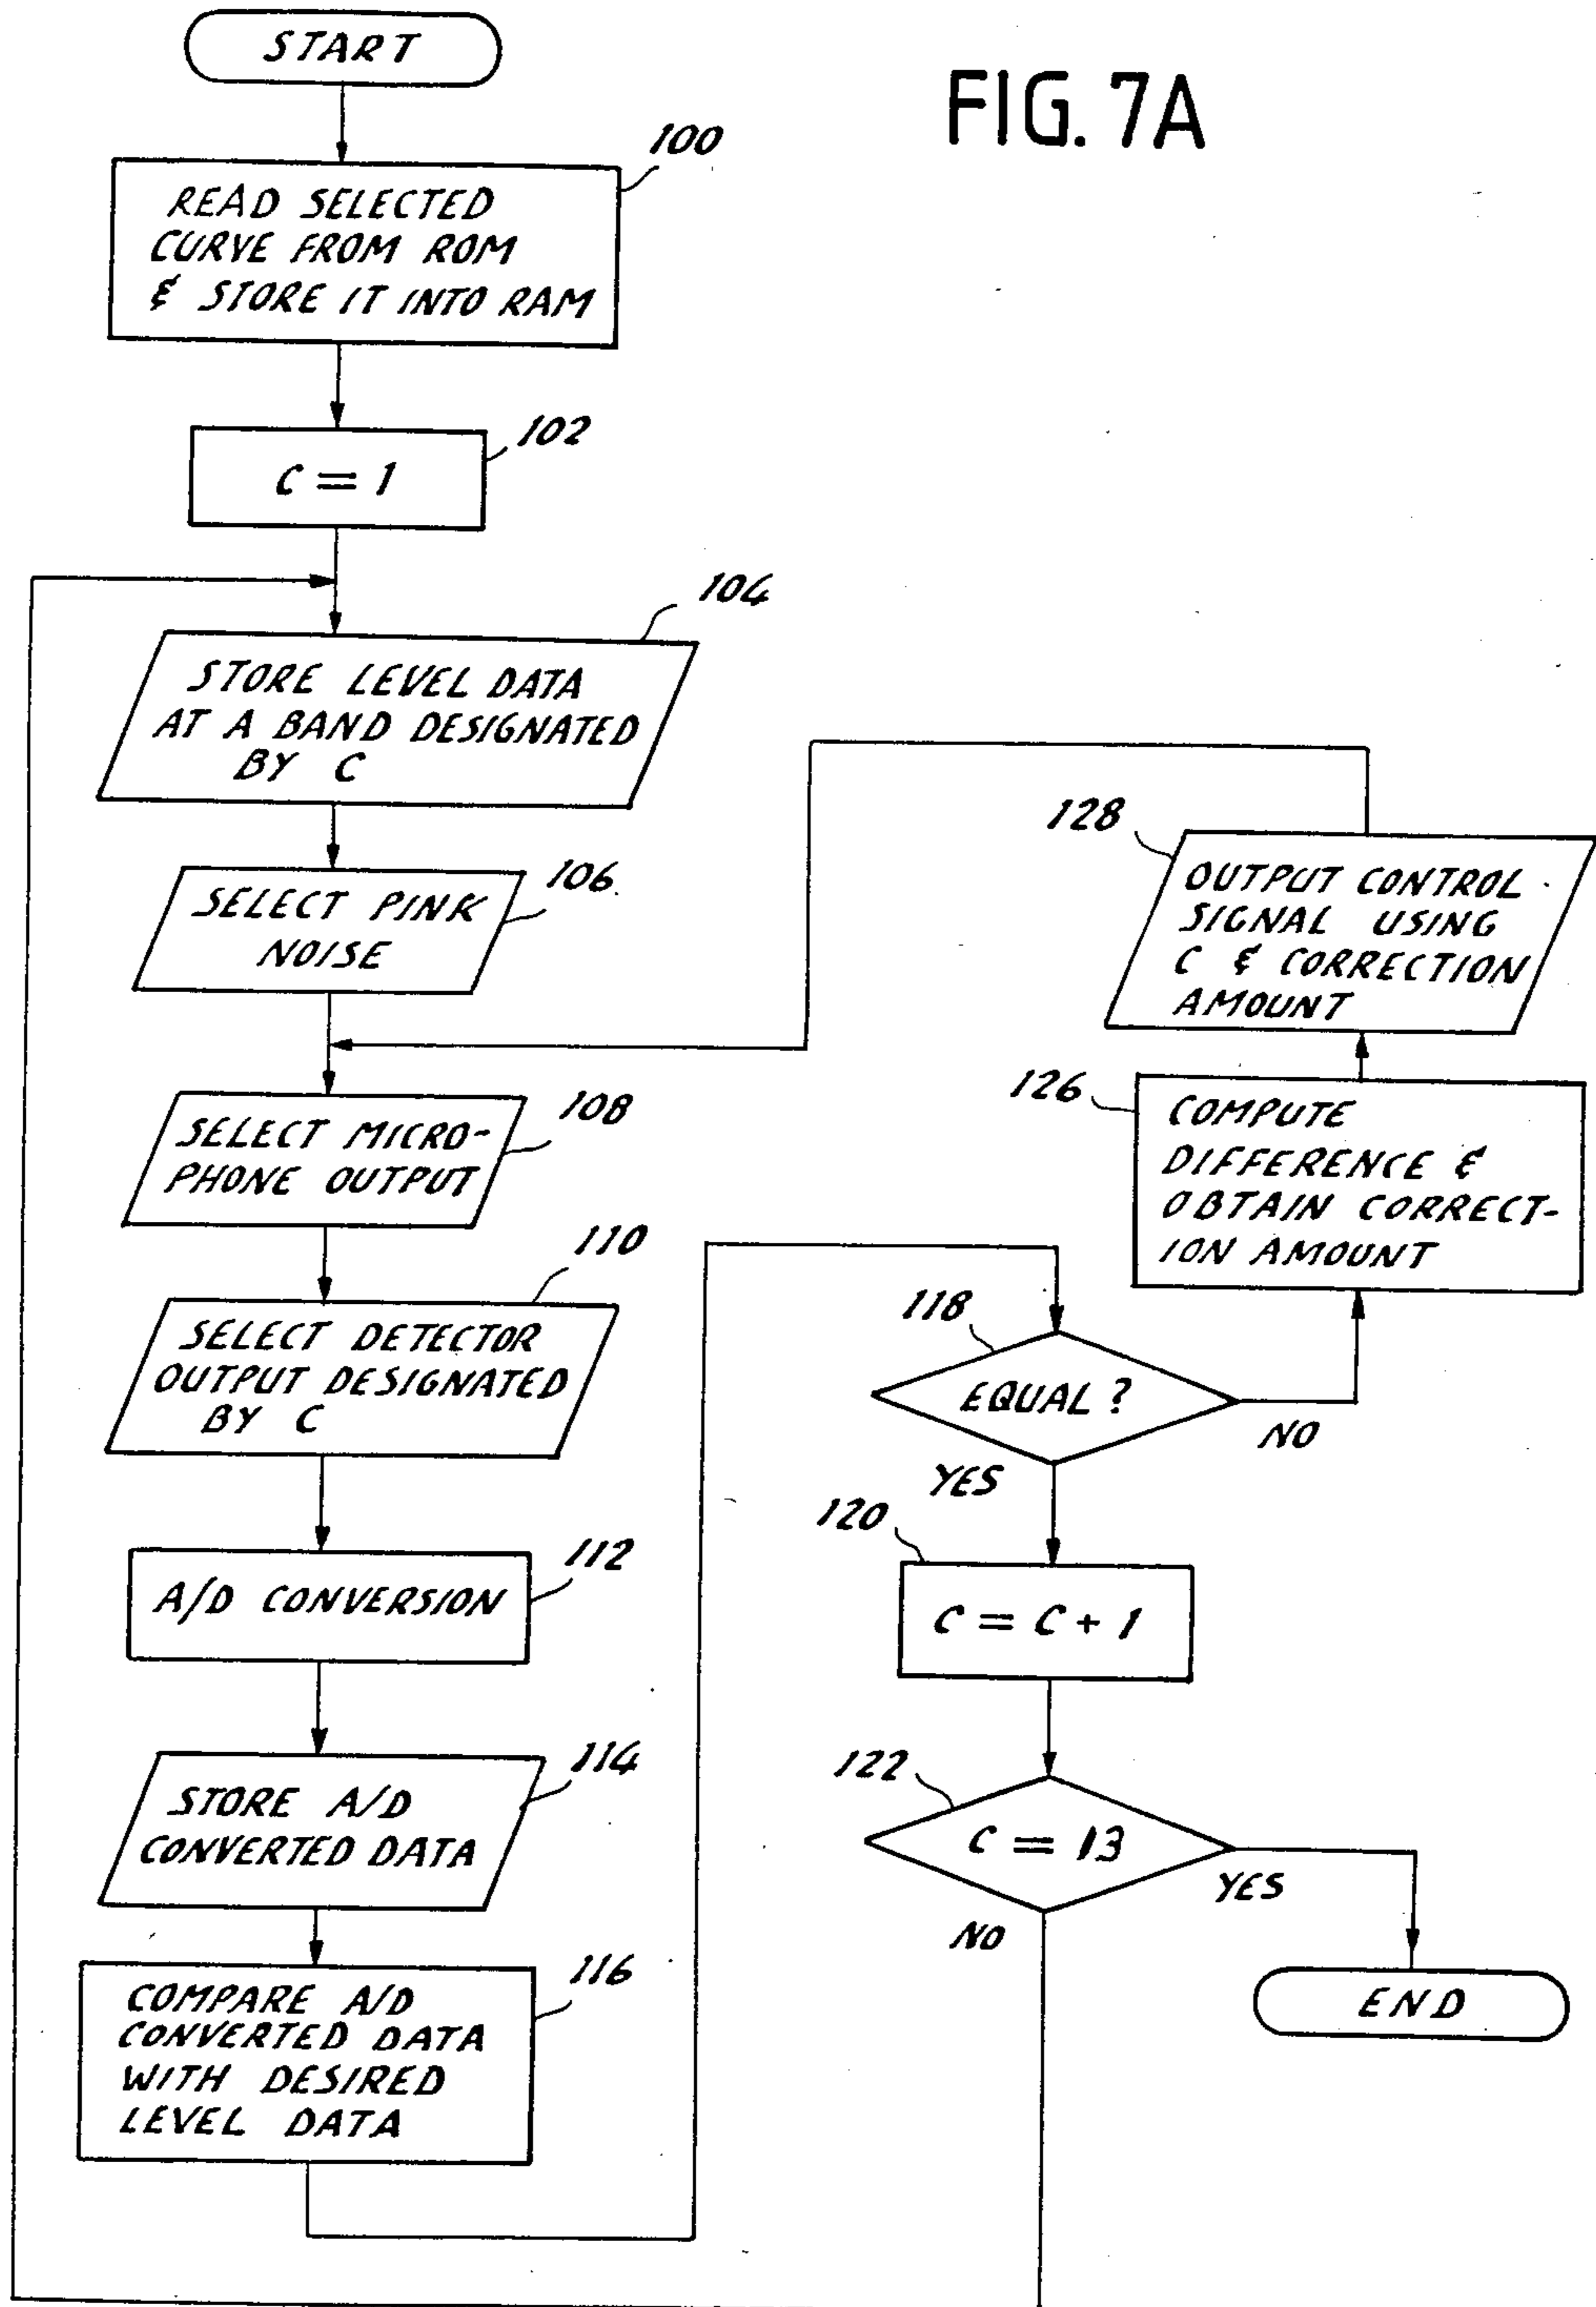 FIG. 7A
START
100
READ SELECTED
CURVE FROM ROM
& STORE IT INTO RAM
102
C = 1
104
STORE LEVEL DATA
AT A BAND DESIGNATED
BY C
106
SELECT PINK
NOISE
108
SELECT MICRO-
PHONE OUTPUT
110
SELECT DETECTOR
OUTPUT DESIGNATED
BY C
112
A/D CONVERSION
114
STORE A/D
CONVERTED DATA
116
COMPARE A/D
CONVERTED DATA
WITH DESIRED
LEVEL DATA
128
OUTPUT CONTROL
SIGNAL USING
C & CORRECTION
AMOUNT
126
COMPUTE
DIFFERENCE &
OBTAIN CORRECT-
ION AMOUNT
118
EQUAL ?
NO
YES
120
C = C + 1
122
C = 13
YES
NO
END